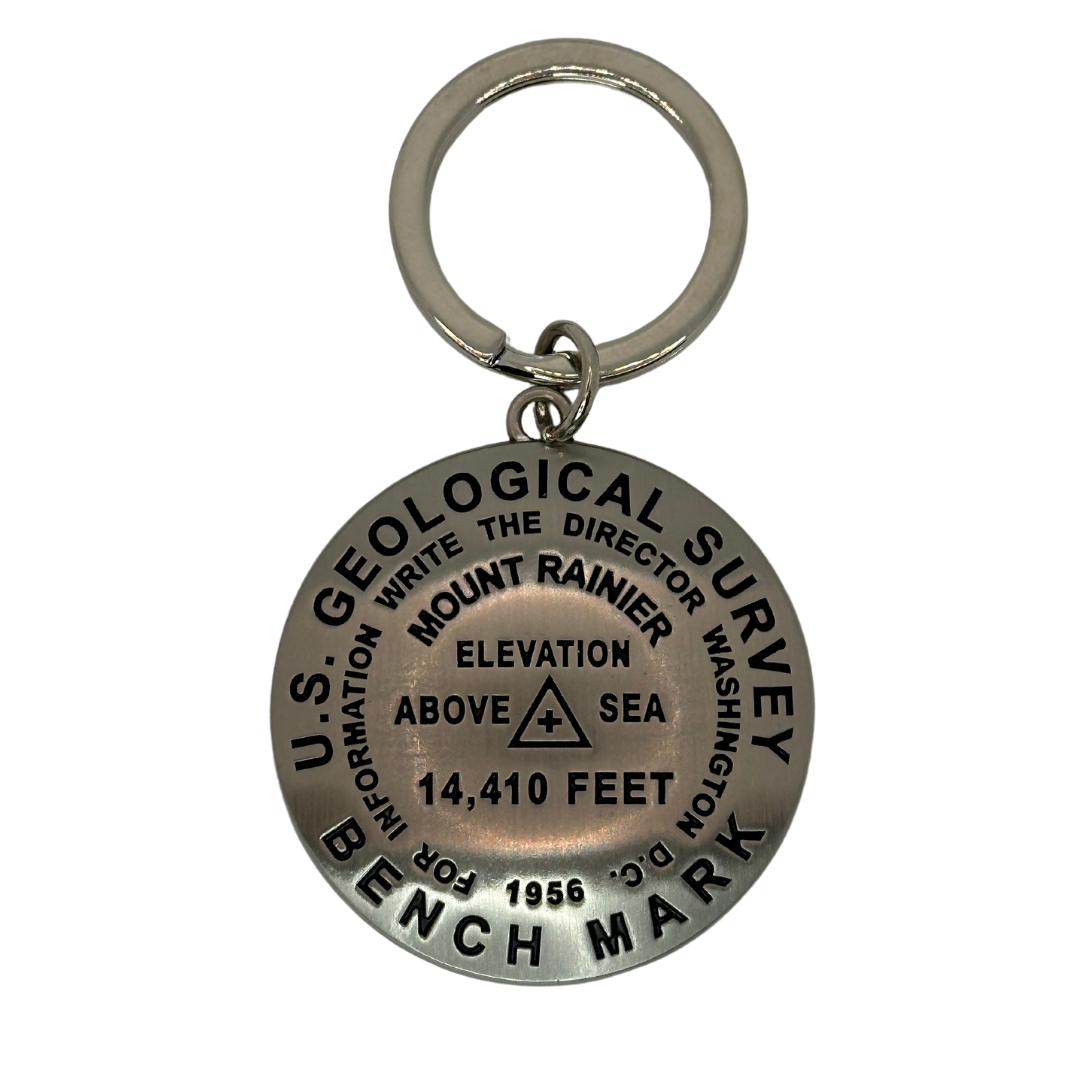 U.S. GEOLOGICAL SURVEY
FOR INFORMATION WRITE THE DIRECTOR WASHINGTON D.C.
MOUNT RAINIER
ELEVATION
ABOVE SEA
14,410 FEET
1956
BENCH MARK